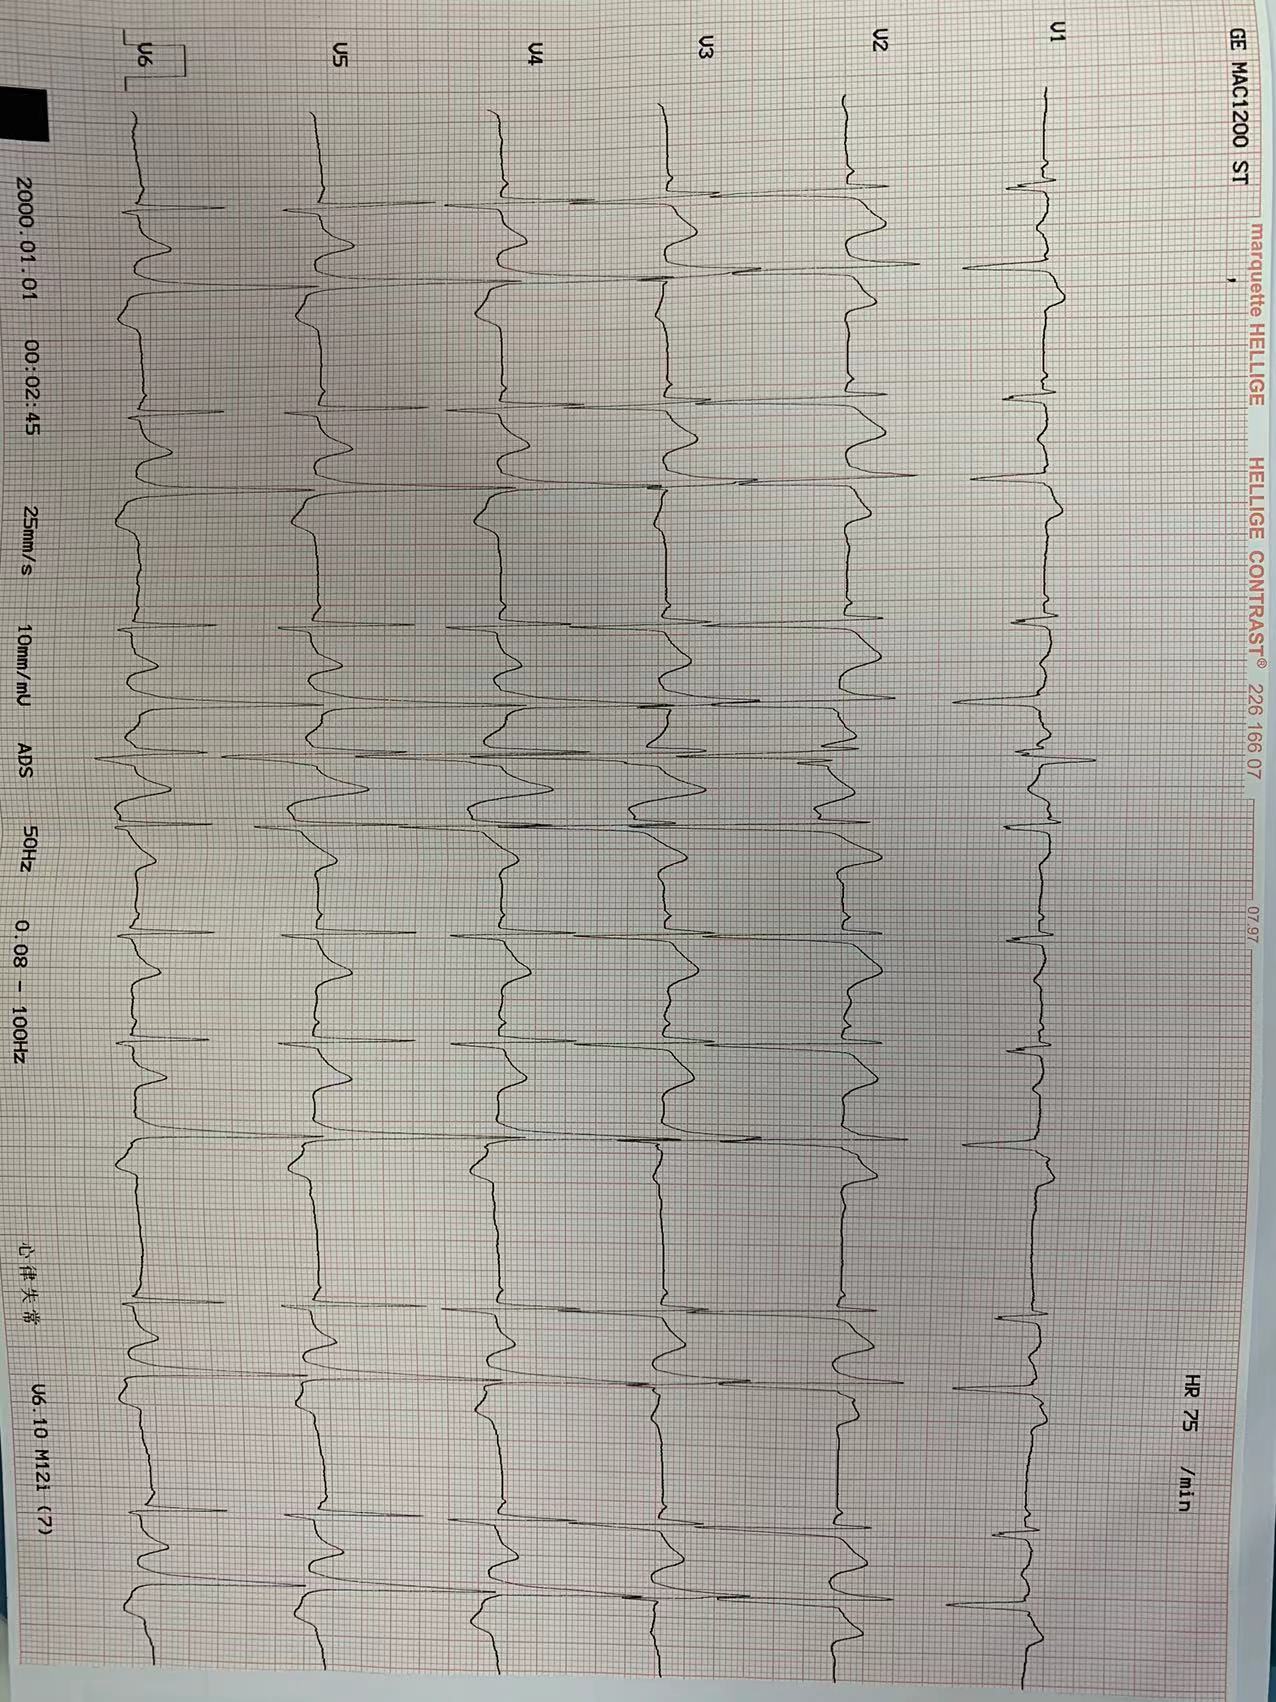 GE MAC1200 ST
marquette HELLIGE HELLIGE CONTRAST® 226 166 07 07.97
,
HR 75 /min
V1
V2
V3
V4
V5
V6
2000.01.01 00:02:45 25mm/s 10mm/mV ADS 50Hz 0.08 - 100Hz 心律失常 V6.10 M12i (7)